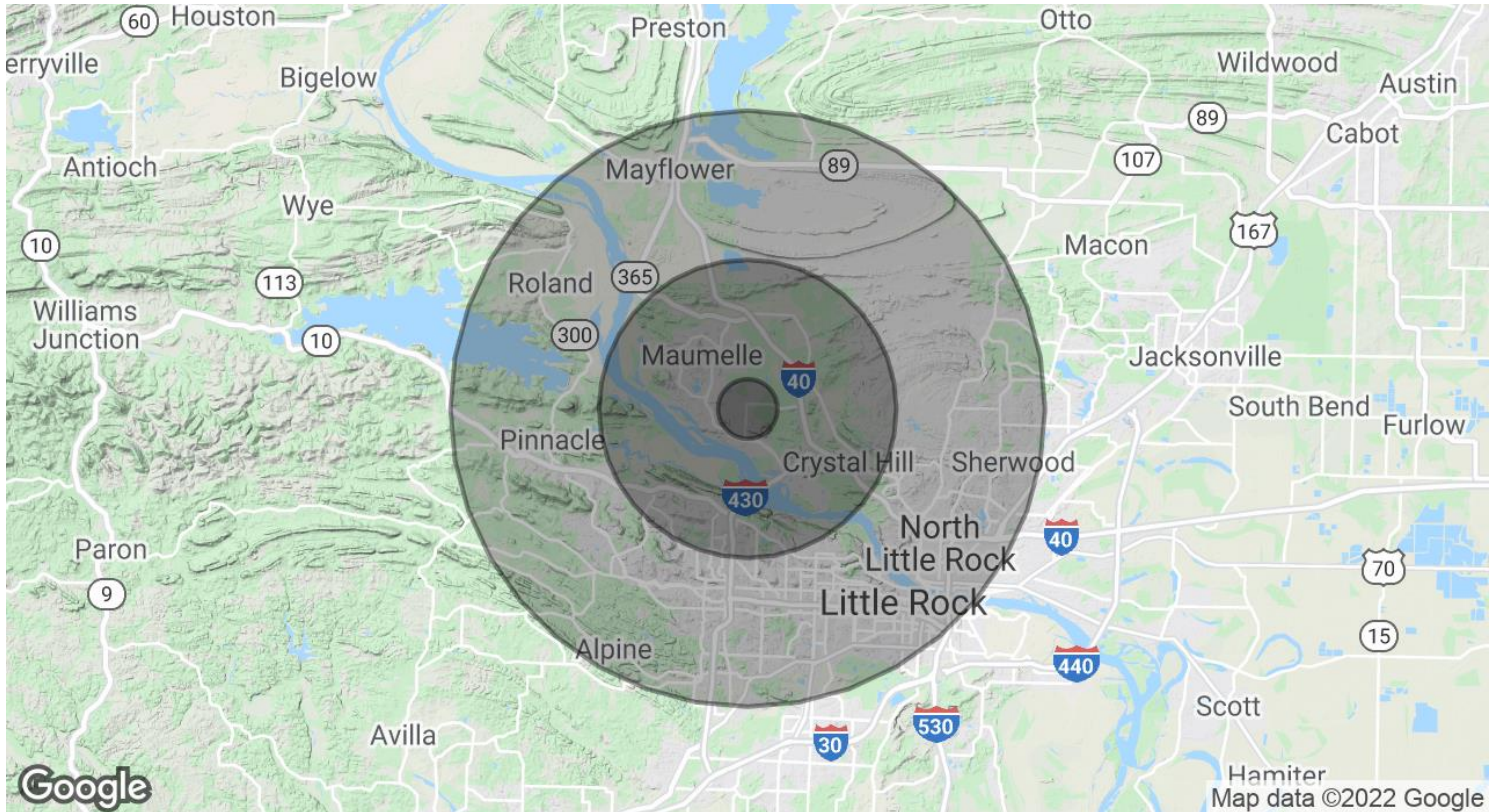 60
Houston
Preston
Otto
erryville
Bigelow
Wildwood
Austin
89
Cabot
Antioch
Mayflower
89
107
Wye
10
167
Macon
113
Roland
365
Williams
Junction
10
300
Maumelle
40
Jacksonville
South Bend
Furlow
Pinnacle
Crystal Hill
Sherwood
430
North
Little Rock
40
Paron
9
70
Little Rock
15
Alpine
440
Scott
Avilla
30
530
Hamiter
Google
Map data ©2022 Google